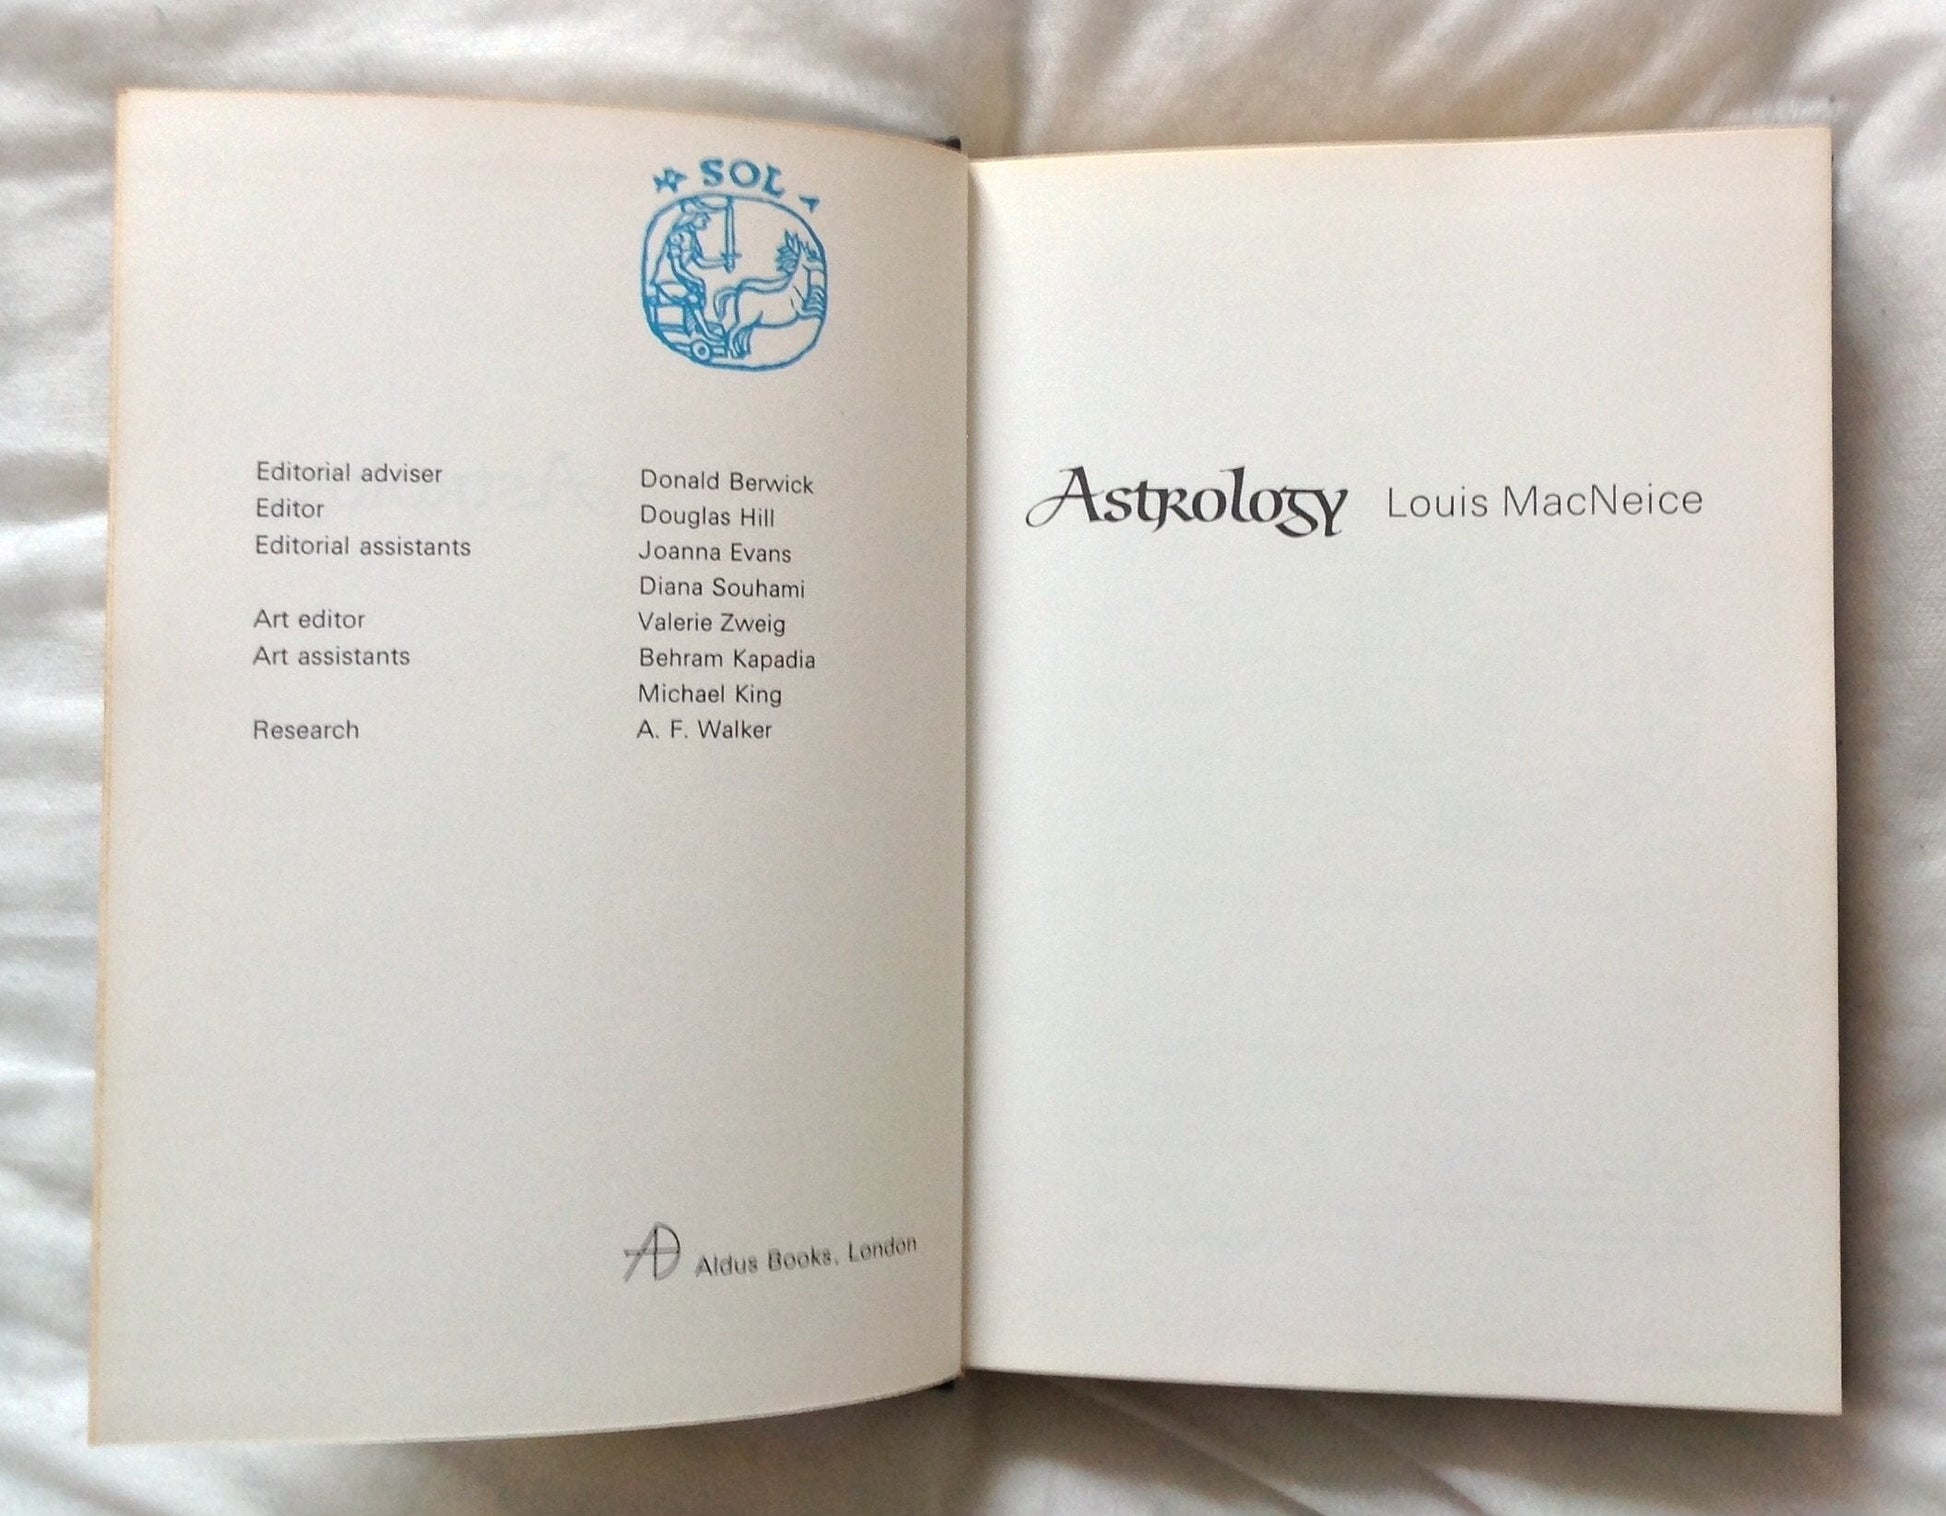 SOL
Editorial adviser Donald Berwick
Editor Douglas Hill
Editorial assistants Joanna Evans
Diana Souhami
Art editor Valerie Zweig
Art assistants Behram Kapadia
Michael King
Research A. F. Walker
AD Aldus Books, London
Astrology Louis MacNeice